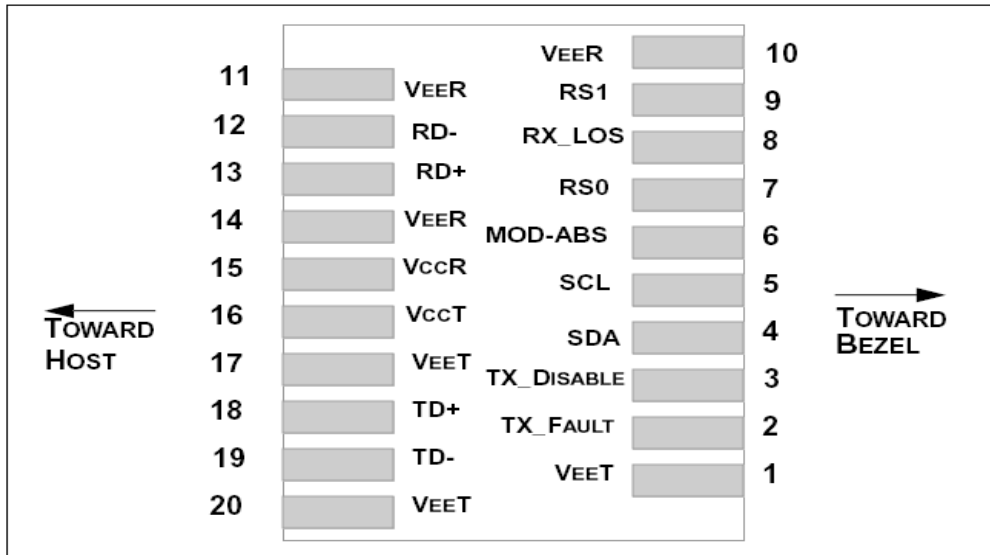 VEER 10
11 VEER
RS1 9
12 RD-
RX_LOS 8
13 RD+
RS0 7
14 VEER
MOD-ABS 6
15 VCCR
SCL 5
16 VCCT
TOWARD HOST
TOWARD BEZEL
SDA 4
17 VEET
TX_DISABLE 3
18 TD+
TX_FAULT 2
19 TD-
VEET 1
20 VEET